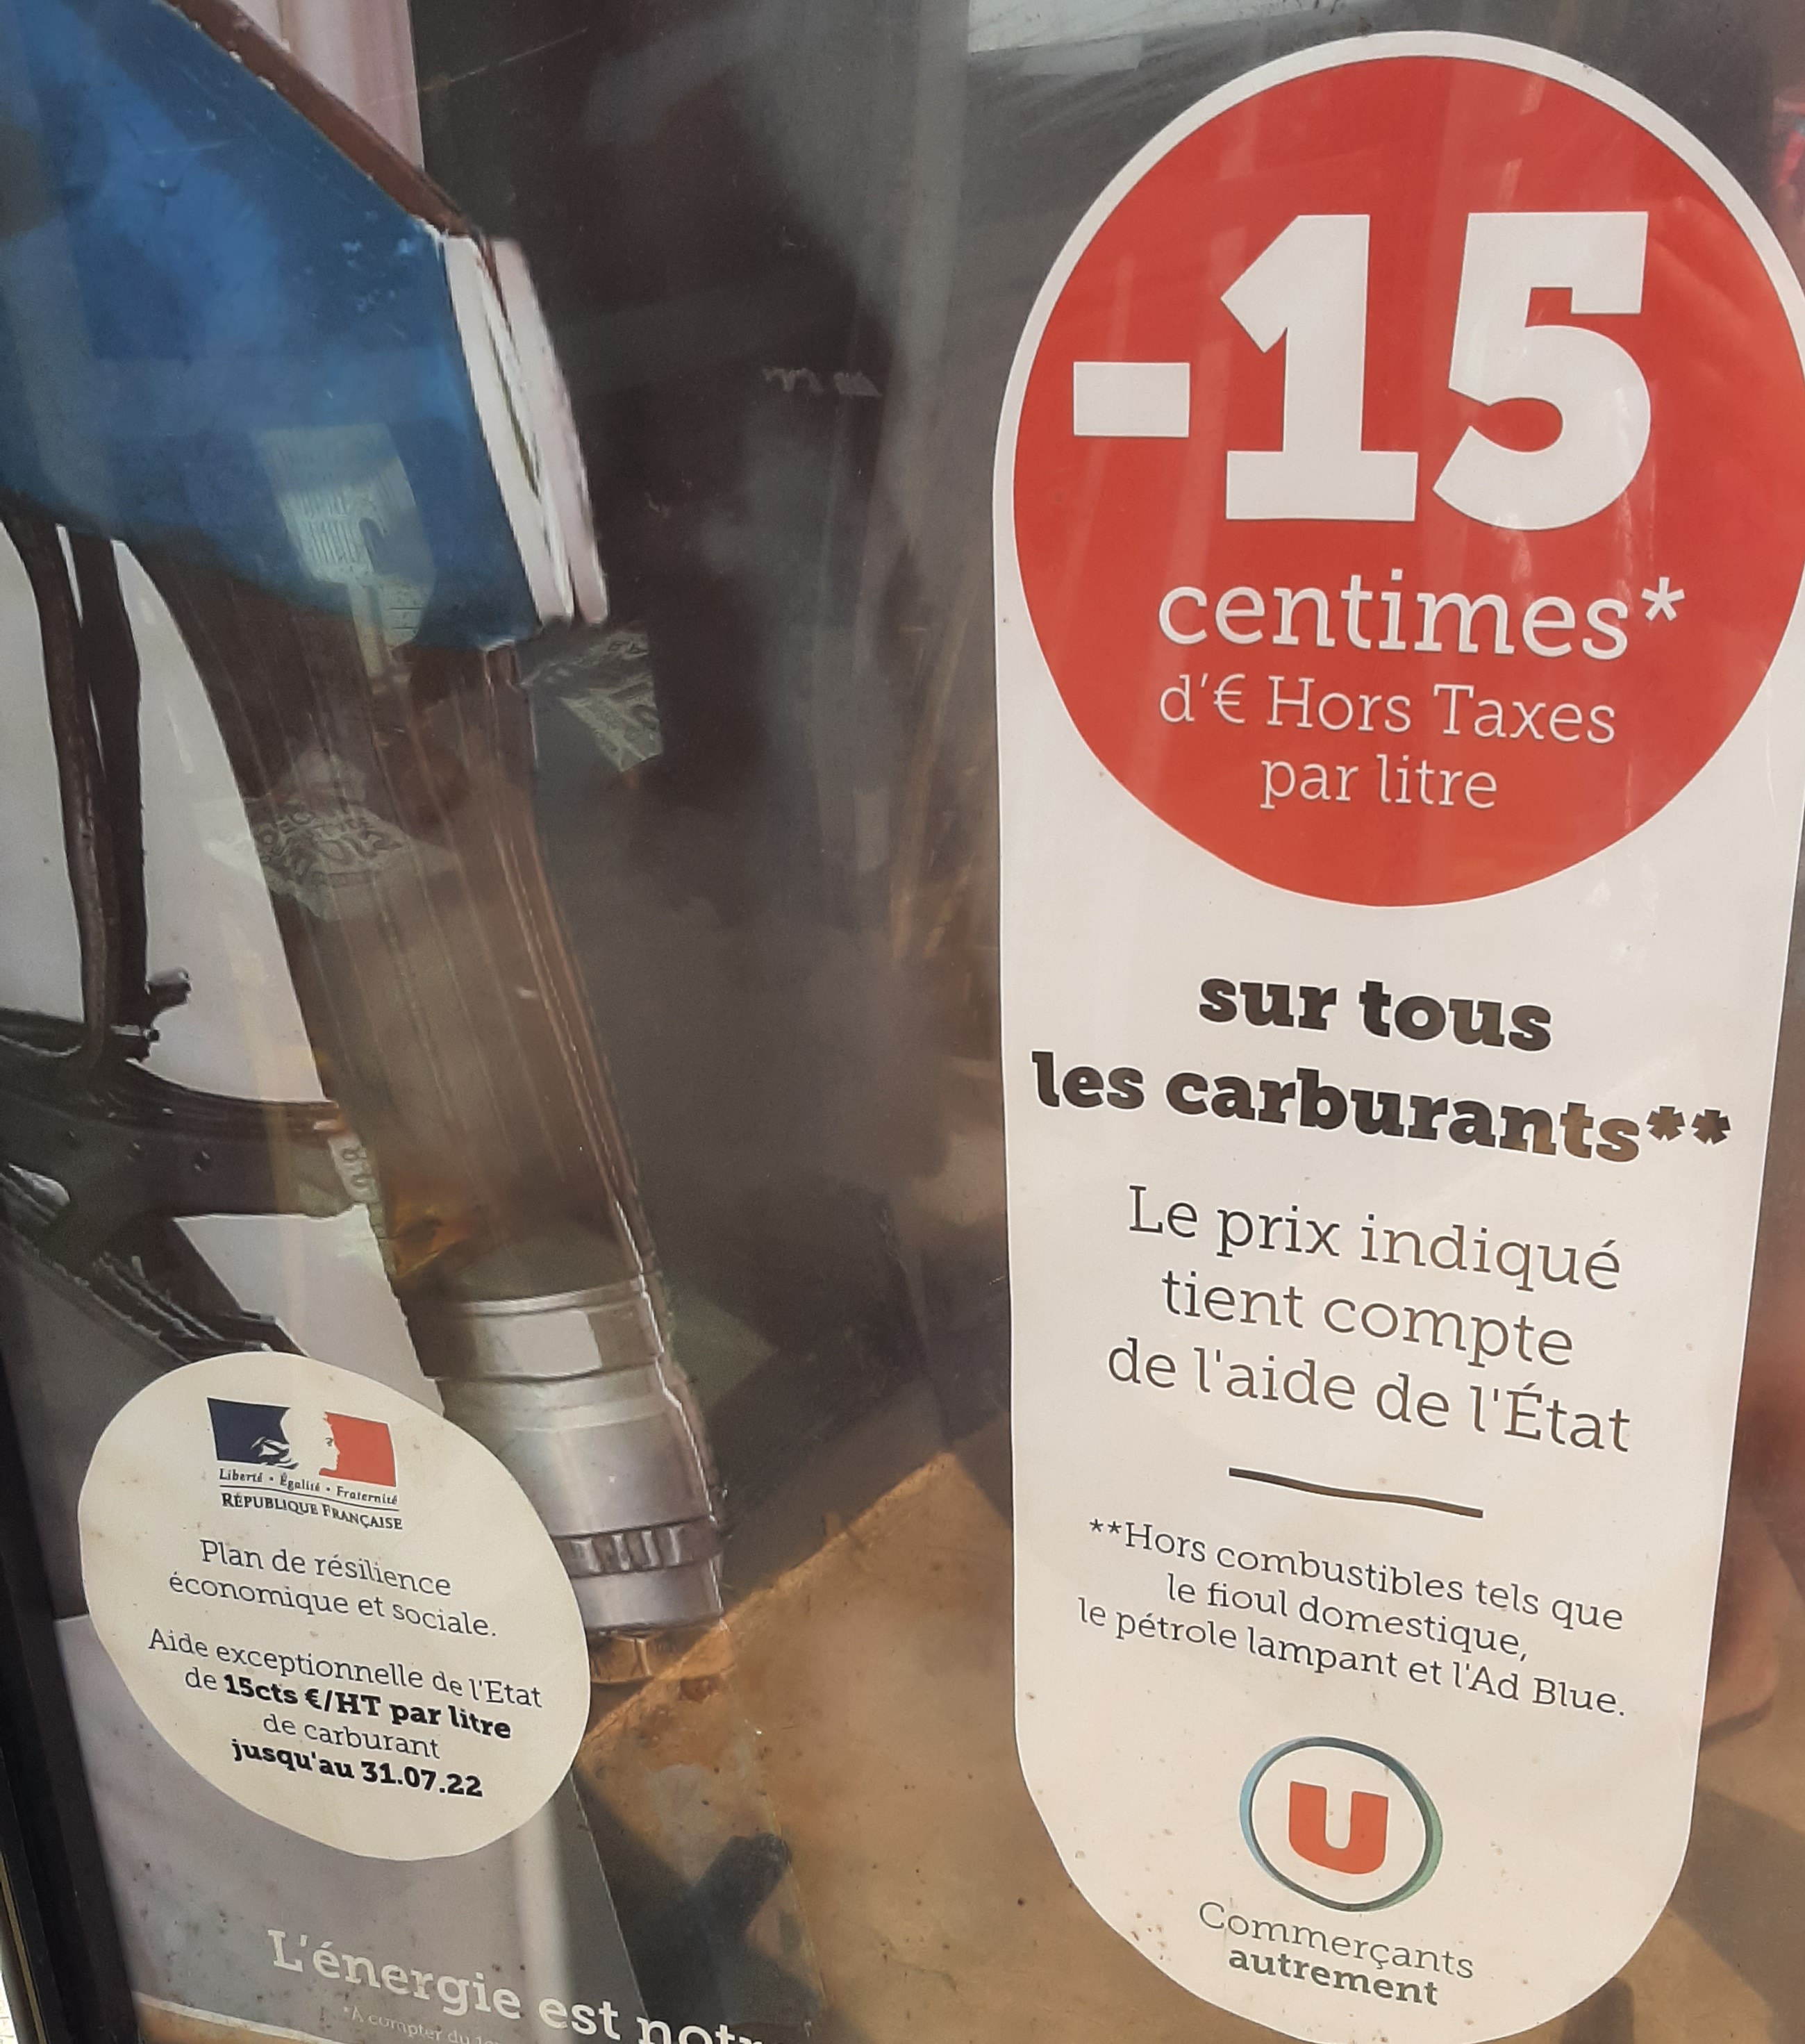 -15
centimes*
d'€ Hors Taxes
par litre
sur tous
les carburants**
Le prix indiqué
tient compte
de l'aide de l'État
**Hors combustibles tels que
le fioul domestique,
le pétrole lampant et l'Ad Blue.
U
Commerçants
autrement
Liberté • Égalité • Fraternité
RÉPUBLIQUE FRANÇAISE
Plan de résilience
économique et sociale.
Aide exceptionnelle de l'Etat
de 15cts €/HT par litre
de carburant
jusqu'au 31.07.22
L'énergie est
*A compter du